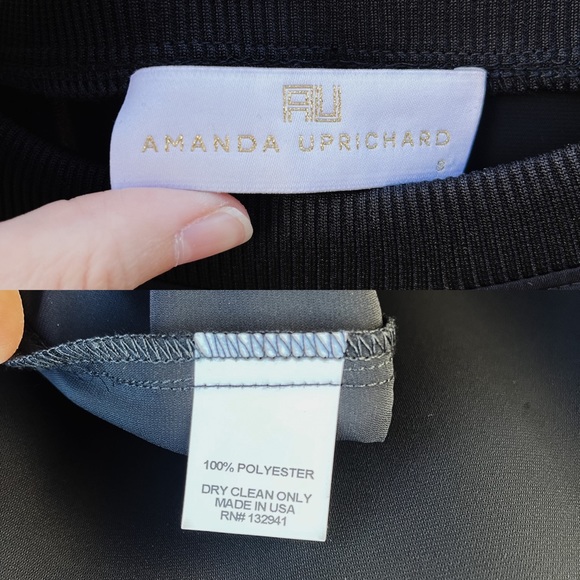 AU
AMANDA UPRICHARD
S
100% POLYESTER
DRY CLEAN ONLY
MADE IN USA
RN# 132941